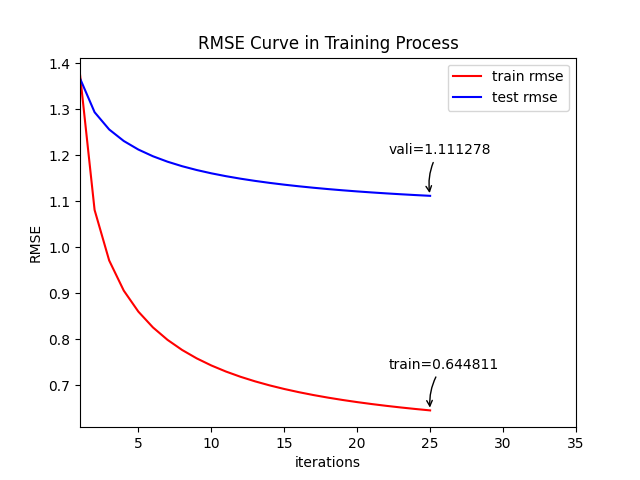 RMSE Curve in Training Process
train rmse
test rmse
vali=1.111278
train=0.644811
RMSE
1.4
1.3
1.2
1.1
1.0
0.9
0.8
0.7
5 10 15 20 25 30 35
iterations